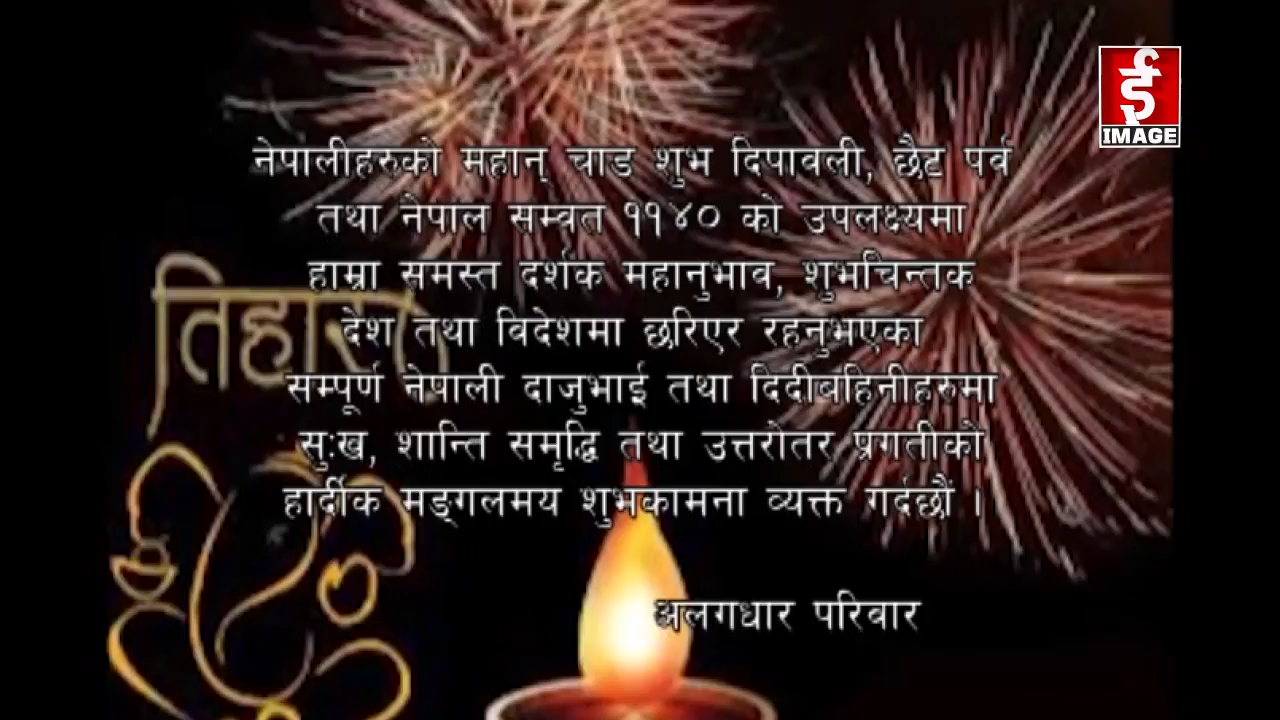 ई
IMAGE
नेपालीहरुको महान् चाड शुभ दिपावली, छैट पर्व
तथा नेपाल सम्वत ११४० को उपलक्ष्यमा
हाम्रा समस्त दर्शक महानुभाव, शुभचिन्तक
तिहार
देश तथा विदेशमा छरिएर रहनुभएका
सम्पूर्ण नेपाली दाजुभाई तथा दिदीबहिनीहरुमा
सुःख, शान्ति समृद्धि तथा उत्तरोतर प्रगतीको
हार्दीक मङ्गलमय शुभकामना व्यक्त गर्दछौं ।
अलगधार परिवार